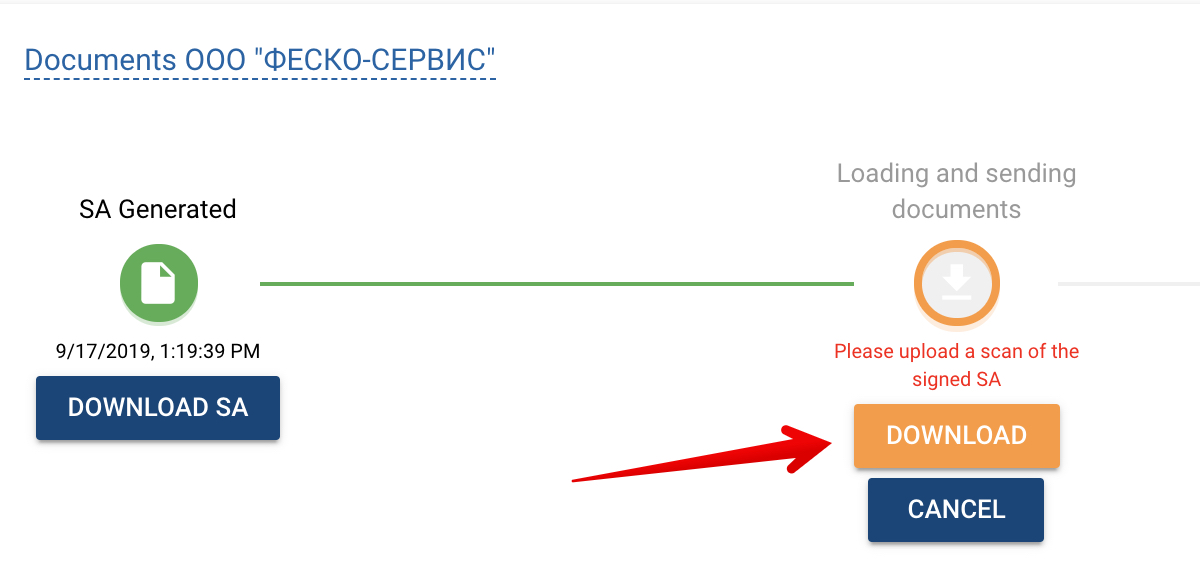 Documents ООО "ФЕСКО-СЕРВИС"
SA Generated
9/17/2019, 1:19:39 PM
DOWNLOAD SA
Loading and sending
documents
Please upload a scan of the
signed SA
DOWNLOAD
CANCEL